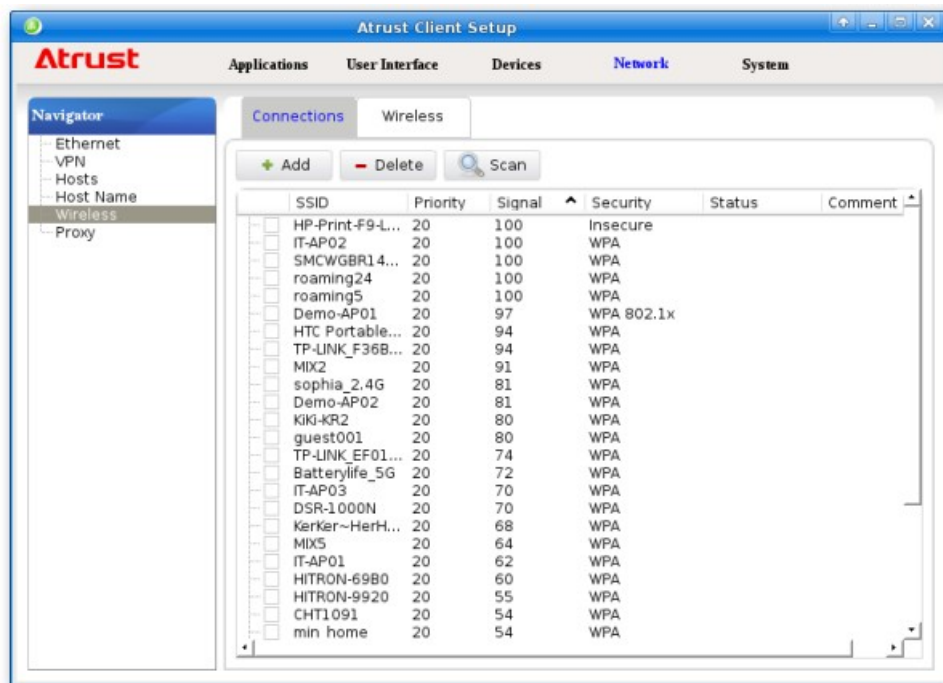 Atrust Client Setup
Atrust
Applications User Interface Devices Network System
Navigator
Ethernet
VPN
Hosts
Host Name
Wireless
Proxy
Connections Wireless
Add Delete Scan
SSID Priority Signal Security Status Comment
HP-Print-F9-L... 20 100 Insecure
IT-AP02 20 100 WPA
SMCWGBR14... 20 100 WPA
roaming24 20 100 WPA
roaming5 20 100 WPA
Demo-AP01 20 97 WPA 802.1x
HTC Portable... 20 94 WPA
TP-LINK_F36B... 20 94 WPA
MIX2 20 91 WPA
sophia_2.4G 20 81 WPA
Demo-AP02 20 81 WPA
KiKi-KR2 20 80 WPA
guest001 20 80 WPA
TP-LINK_EF01... 20 74 WPA
Batterylife_5G 20 72 WPA
IT-AP03 20 70 WPA
DSR-1000N 20 70 WPA
KerKer~HerH... 20 68 WPA
MIX5 20 64 WPA
IT-AP01 20 62 WPA
HITRON-69B0 20 60 WPA
HITRON-9920 20 55 WPA
CHT1091 20 54 WPA
min home 20 54 WPA